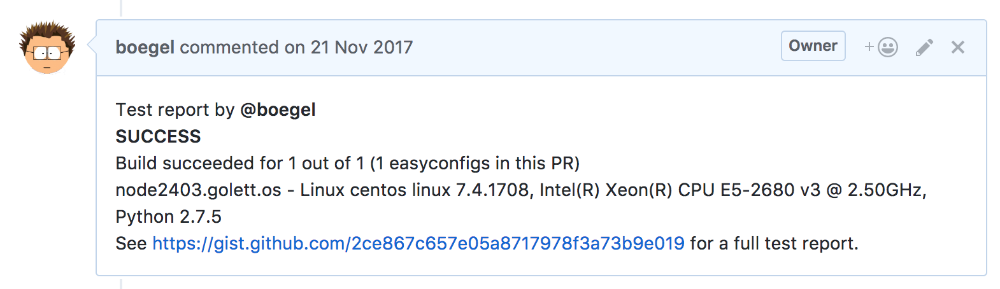 boegel commented on 21 Nov 2017
Owner
Test report by @boegel
SUCCESS
Build succeeded for 1 out of 1 (1 easyconfigs in this PR)
node2403.golett.os - Linux centos linux 7.4.1708, Intel(R) Xeon(R) CPU E5-2680 v3 @ 2.50GHz,
Python 2.7.5
See https://gist.github.com/2ce867c657e05a8717978f3a73b9e019 for a full test report.